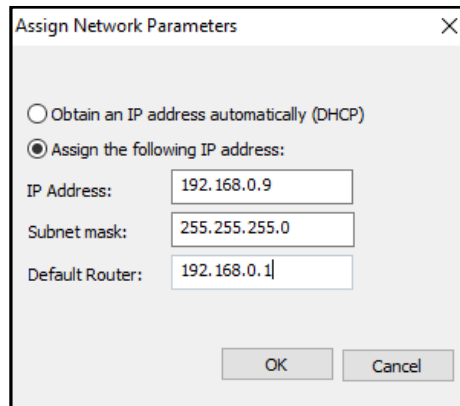 Assign Network Parameters
Obtain an IP address automatically (DHCP)
Assign the following IP address:
IP Address: 192.168.0.9
Subnet mask: 255.255.255.0
Default Router: 192.168.0.1
OK Cancel